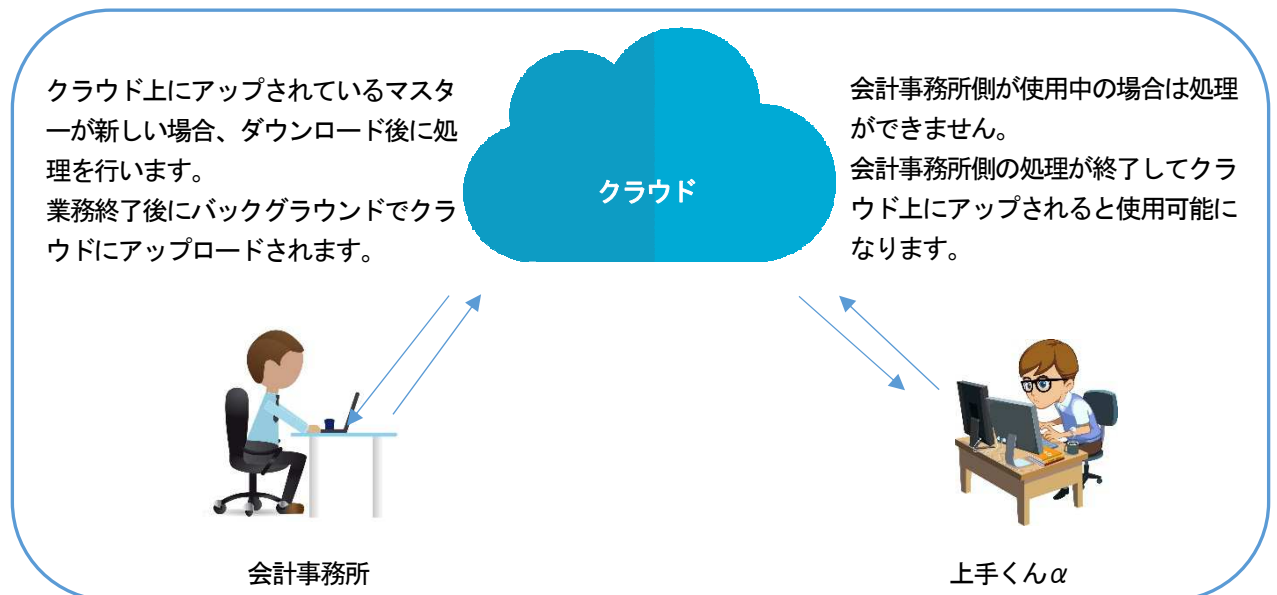 クラウド上にアップされているマスタ
ーが新しい場合、ダウンロード後に処
理を行います。
業務終了後にバックグラウンドでクラ
ウドにアップロードされます。
クラウド
会計事務所側が使用中の場合は処理
ができません。
会計事務所側の処理が終了してクラ
ウド上にアップされると使用可能に
なります。
会計事務所
上手くんα